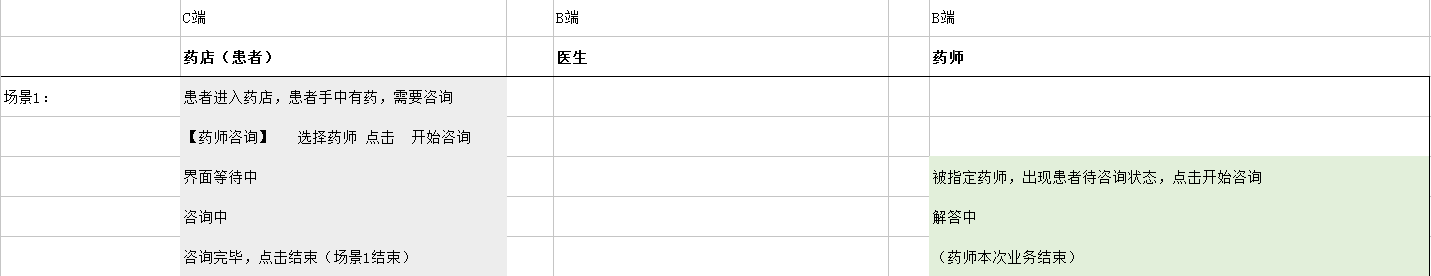 C端 B端 B端
药店（患者） 医生 药师
场景1： 患者进入药店，患者手中有药，需要咨询
【药师咨询】 选择药师 点击 开始咨询
界面等待中 被指定药师，出现患者待咨询状态，点击开始咨询
咨询中 解答中
咨询完毕，点击结束（场景1结束） （药师本次业务结束）